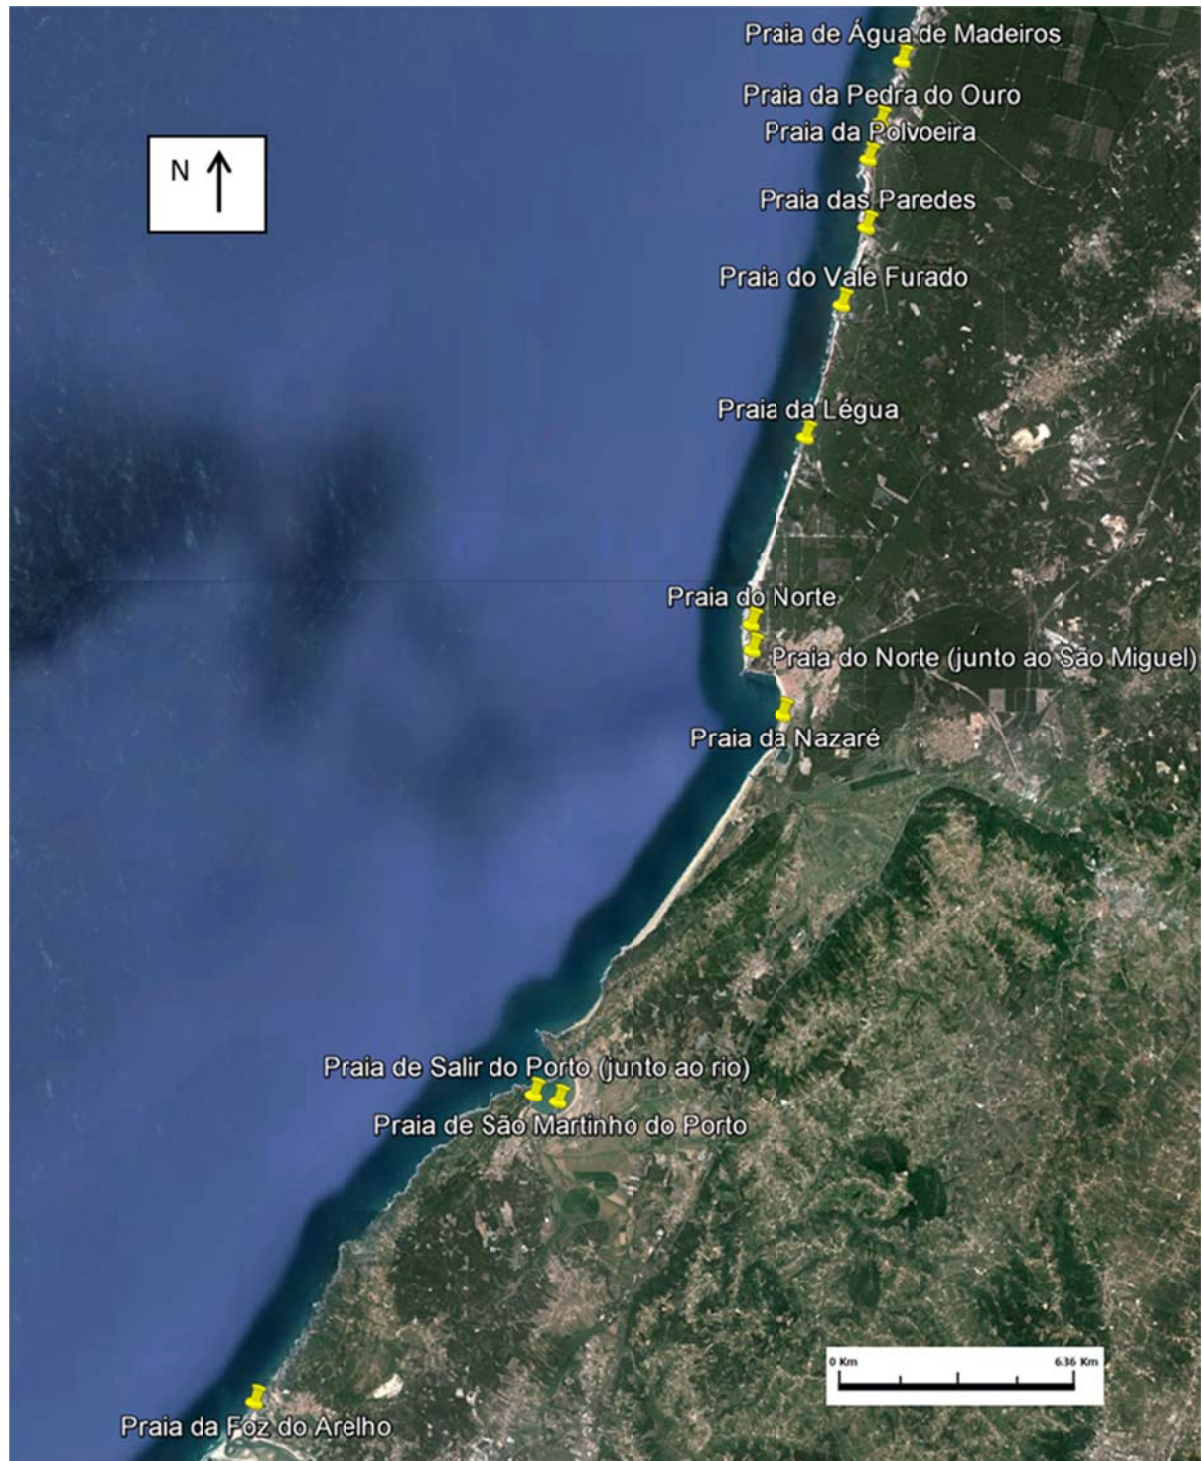 Praia de Água de Madeiros
Praia da Pedra do Ouro
N
Praia da Polvoeira
Praia das Paredes
Praia do Vale Furado
Praia da Légua
Praia do Norte
Praia do Norte (junto ao São Miguel)
Praia da Nazaré
Praia de Salir do Porto (junto ao rio)
Praia de São Martinho do Porto
0 Km 6.36 Km
Praia da Foz do Arelho